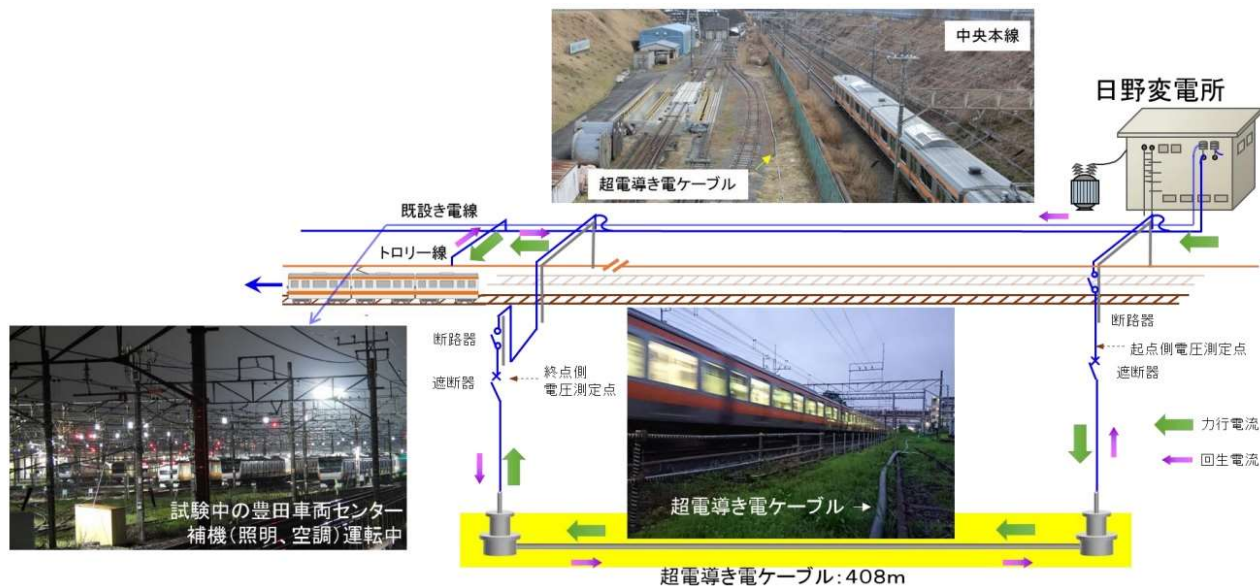 中央本線
日野変電所
超電導き電ケーブル
既設き電線
トロリー線
断路器
終点側
電圧測定点
遮断器
断路器
起点側電圧測定点
遮断器
力行電流
回生電流
試験中の豊田車両センター
補機(照明、空調)運転中
超電導き電ケーブル
超電導き電ケーブル:408m